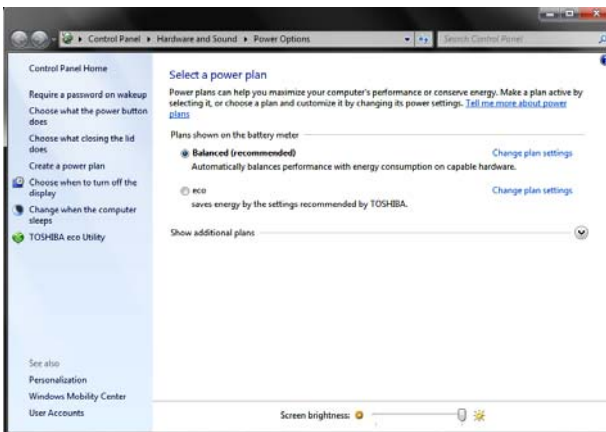 Control Panel ▸ Hardware and Sound ▸ Power Options
Search Control Panel
Control Panel Home
Require a password on wakeup
Choose what the power button
does
Choose what closing the lid
does
Create a power plan
Choose when to turn off the
display
Change when the computer
sleeps
TOSHIBA eco Utility
See also
Personalization
Windows Mobility Center
User Accounts
Select a power plan
Power plans can help you maximize your computer's performance or conserve energy. Make a plan active by
selecting it, or choose a plan and customize it by changing its power settings. Tell me more about power
plans
Plans shown on the battery meter
Balanced (recommended) Change plan settings
Automatically balances performance with energy consumption on capable hardware.
eco Change plan settings
saves energy by the settings recommended by TOSHIBA.
Show additional plans
Screen brightness: